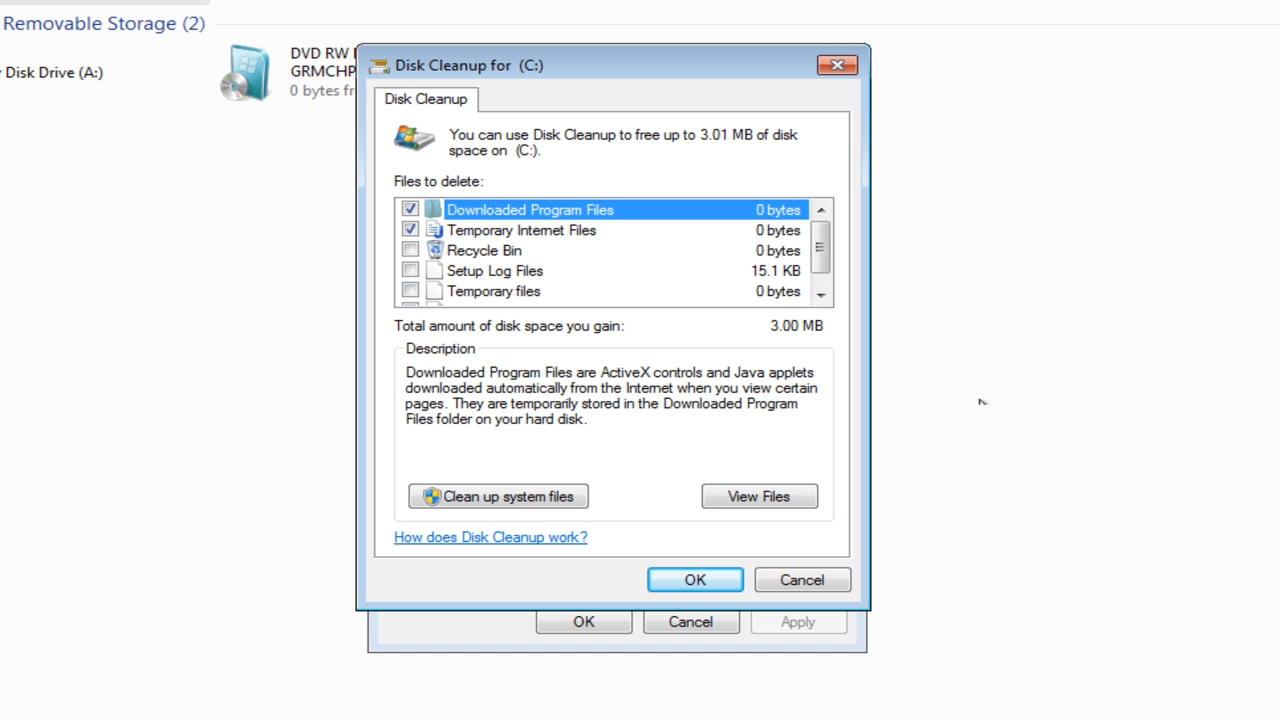 Removable Storage (2)
Disk Drive (A:)
DVD RW
GRMCHP
0 bytes
Disk Cleanup for (C:)
Disk Cleanup
You can use Disk Cleanup to free up to 3.01 MB of disk
space on (C:).
Files to delete:
Downloaded Program Files 0 bytes
Temporary Internet Files 0 bytes
Recycle Bin 0 bytes
Setup Log Files 15.1 KB
Temporary files 0 bytes
Total amount of disk space you gain: 3.00 MB
Description
Downloaded Program Files are ActiveX controls and Java applets
downloaded automatically from the Internet when you view certain
pages. They are temporarily stored in the Downloaded Program
Files folder on your hard disk.
Clean up system files View Files
How does Disk Cleanup work?
OK Cancel
OK Cancel Apply